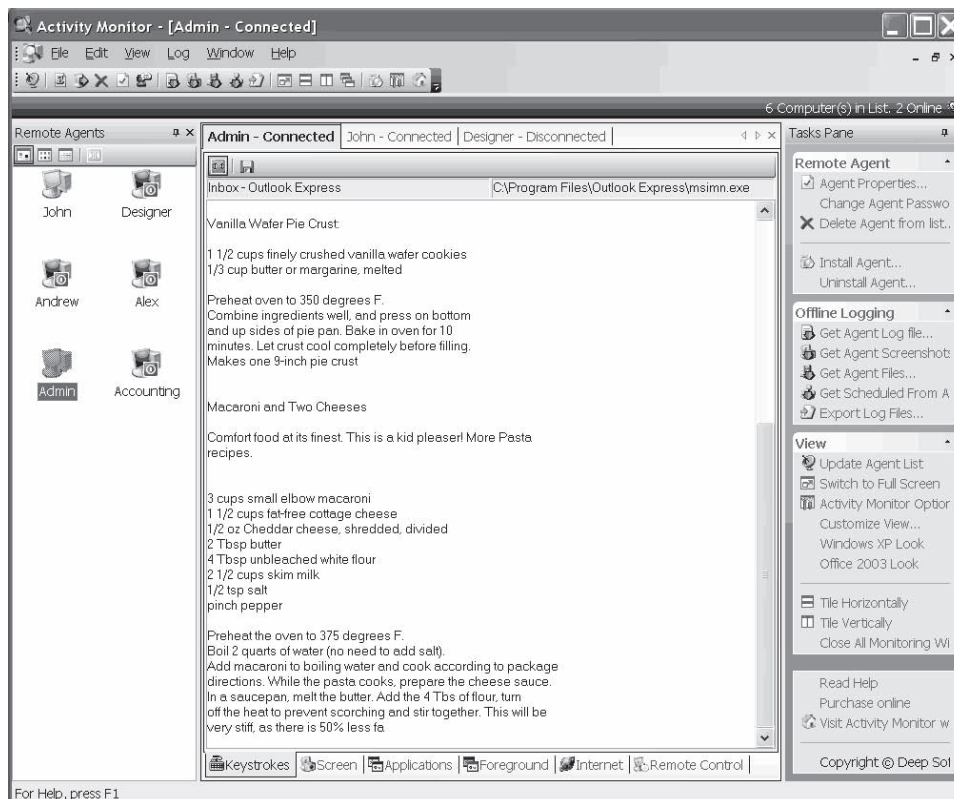 Activity Monitor - [Admin - Connected]
File Edit View Log Window Help
6 Computer(s) in List. 2 Online
Remote Agents
John
Designer
Andrew
Alex
Admin
Accounting
Admin - Connected John - Connected Designer - Disconnected
Inbox - Outlook Express C:\Program Files\Outlook Express\msimn.exe
Vanilla Wafer Pie Crust:
1 1/2 cups finely crushed vanilla wafer cookies
1/3 cup butter or margarine, melted
Preheat oven to 350 degrees F.
Combine ingredients well, and press on bottom
and up sides of pie pan. Bake in oven for 10
minutes. Let crust cool completely before filling.
Makes one 9-inch pie crust
Macaroni and Two Cheeses
Comfort food at its finest. This is a kid pleaser! More Pasta
recipes.
3 cups small elbow macaroni
1 1/2 cups fat-free cottage cheese
1/2 oz Cheddar cheese, shredded, divided
2 Tbsp butter
4 Tbsp unbleached white flour
2 1/2 cups skim milk
1/2 tsp salt
pinch pepper
Preheat the oven to 375 degrees F.
Boil 2 quarts of water (no need to add salt).
Add macaroni to boiling water and cook according to package
directions. While the pasta cooks, prepare the cheese sauce.
In a saucepan, melt the butter. Add the 4 Tbs of flour, turn
off the heat to prevent scorching and stir together. This will be
very stiff, as there is 50% less fa
Keystrokes Screen Applications Foreground Internet Remote Control
Tasks Pane
Remote Agent
Agent Properties...
Change Agent Passwo
Delete Agent from list..
Install Agent...
Uninstall Agent...
Offline Logging
Get Agent Log file...
Get Agent Screenshots
Get Agent Files...
Get Scheduled From A
Export Log Files...
View
Update Agent List
Switch to Full Screen
Activity Monitor Option
Customize View...
Windows XP Look
Office 2003 Look
Tile Horizontally
Tile Vertically
Close All Monitoring Wi
Read Help
Purchase online
Visit Activity Monitor w
Copyright © Deep Sof
For Help, press F1